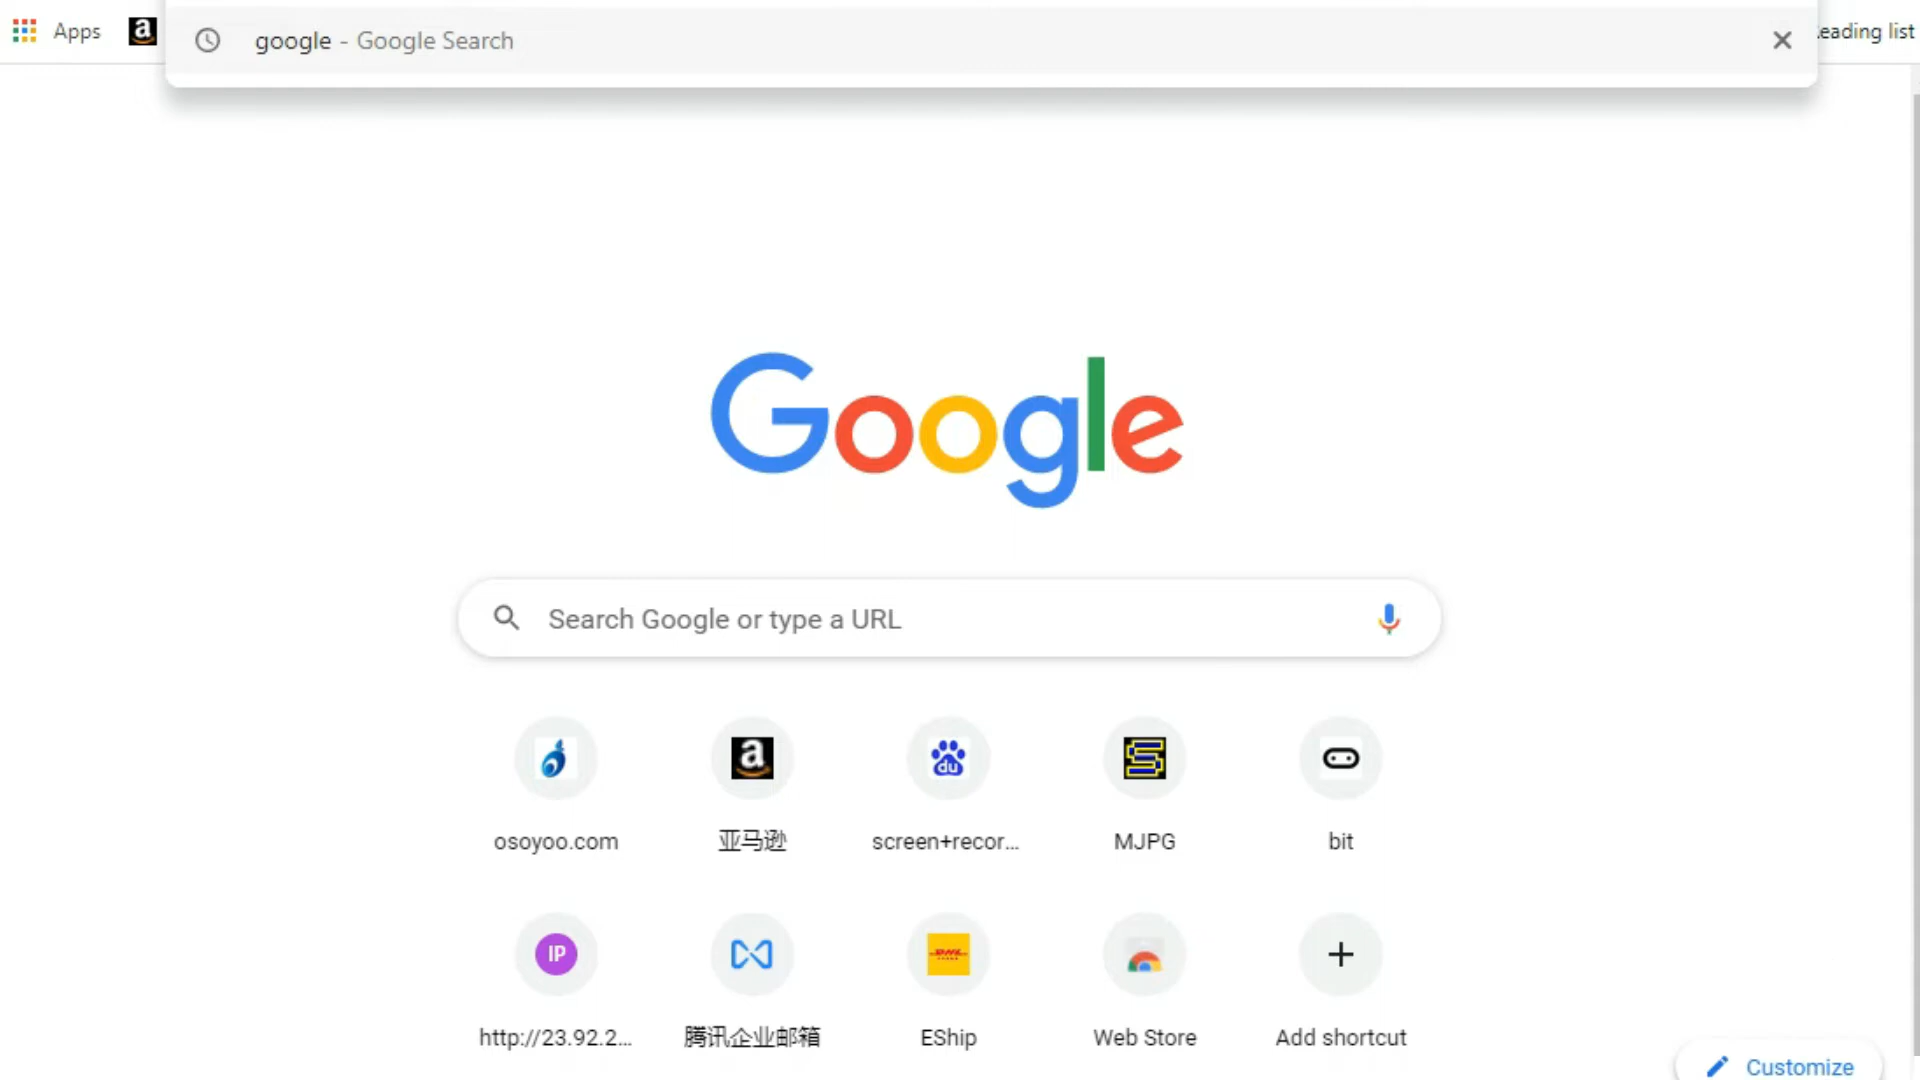 Apps
google - Google Search
eading list
Google
Search Google or type a URL
osoyoo.com
亚马逊
screen+recor...
MJPG
bit
http://23.92.2...
腾讯企业邮箱
EShip
Web Store
Add shortcut
a
a
du
S
IP
DHL
Customize